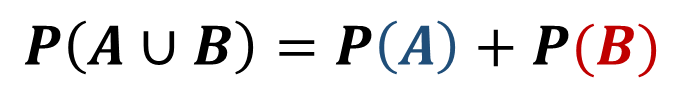 P(A ∪ B) = P(A) + P(B)